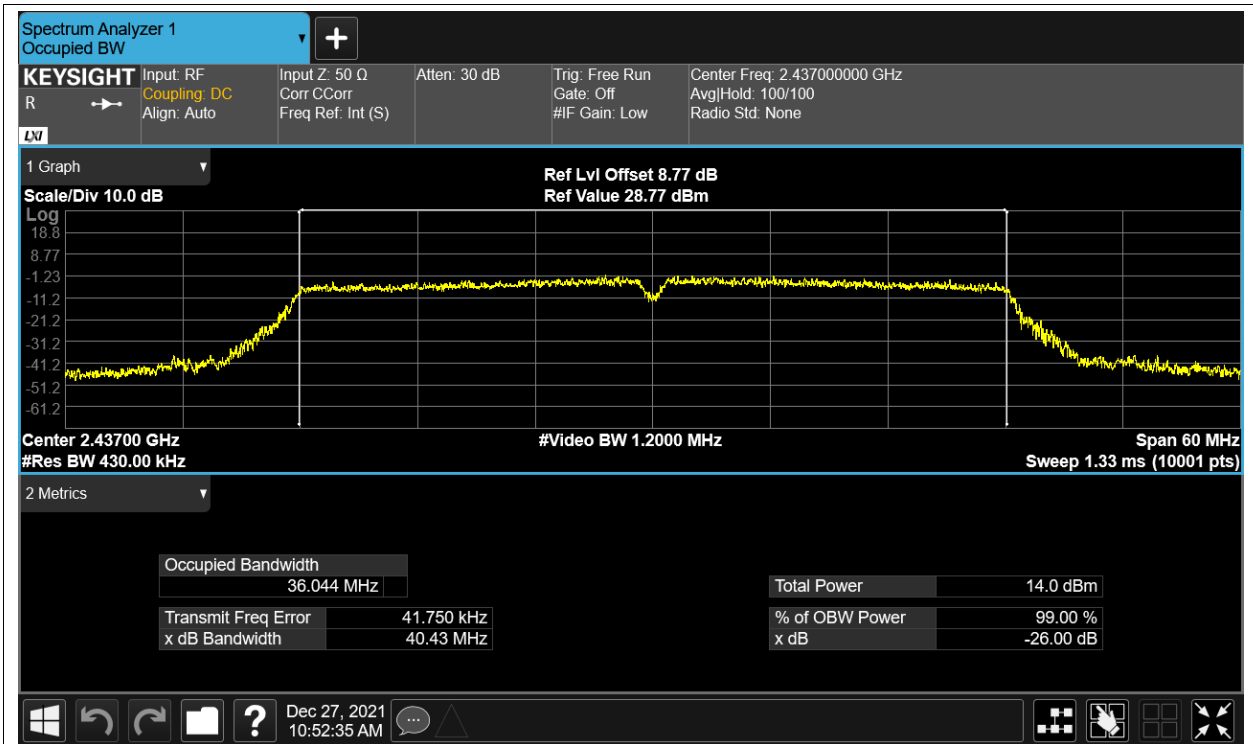 Spectrum Analyzer 1
Occupied BW
KEYSIGHT Input: RF Input Z: 50 Ω Atten: 30 dB Trig: Free Run Center Freq: 2.437000000 GHz
R Coupling: DC Corr CCorr Gate: Off Avg|Hold: 100/100
Align: Auto Freq Ref: Int (S) #IF Gain: Low Radio Std: None
LXI
1 Graph
Ref Lvl Offset 8.77 dB
Scale/Div 10.0 dB Ref Value 28.77 dBm
Log
18.8
8.77
-1.23
-11.2
-21.2
-31.2
-41.2
-51.2
-61.2
Center 2.43700 GHz #Video BW 1.2000 MHz Span 60 MHz
#Res BW 430.00 kHz Sweep 1.33 ms (10001 pts)
2 Metrics
Occupied Bandwidth
36.044 MHz Total Power 14.0 dBm
Transmit Freq Error 41.750 kHz % of OBW Power 99.00 %
x dB Bandwidth 40.43 MHz x dB -26.00 dB
? Dec 27, 2021
10:52:35 AM